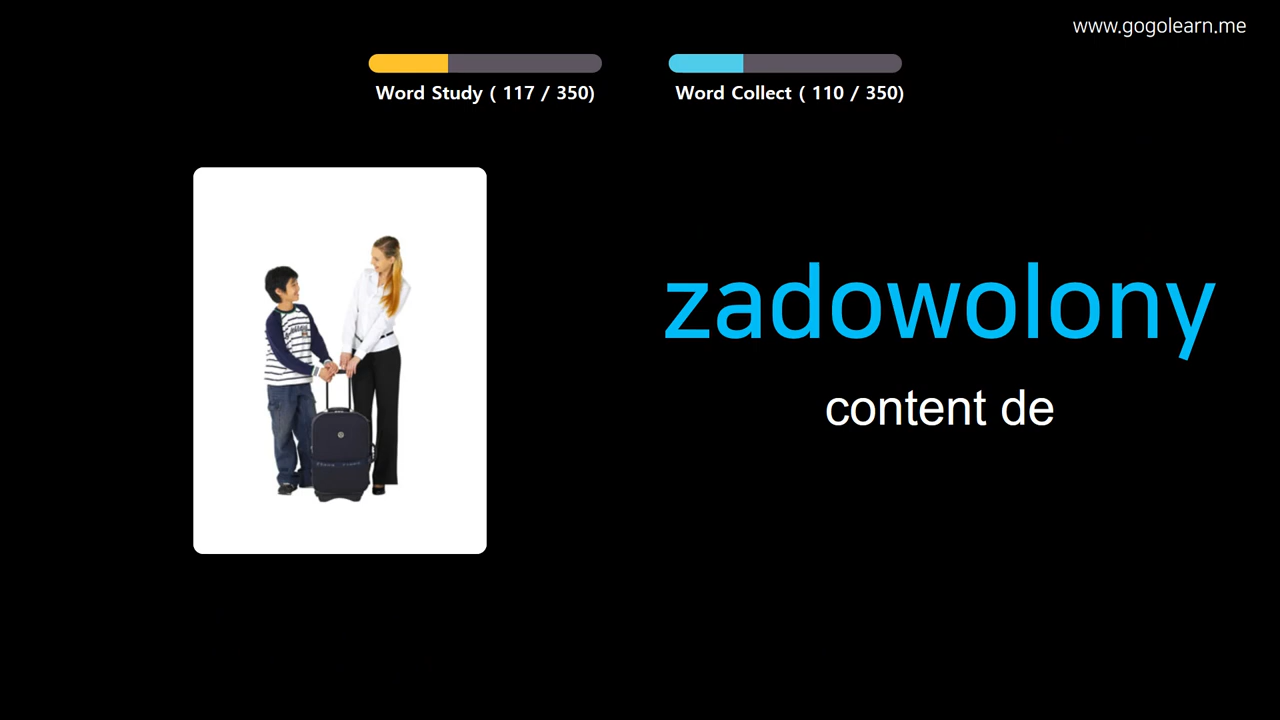 www.gogolearn.me
Word Study ( 117 / 350)
Word Collect ( 110 / 350)
zadowolony
content de